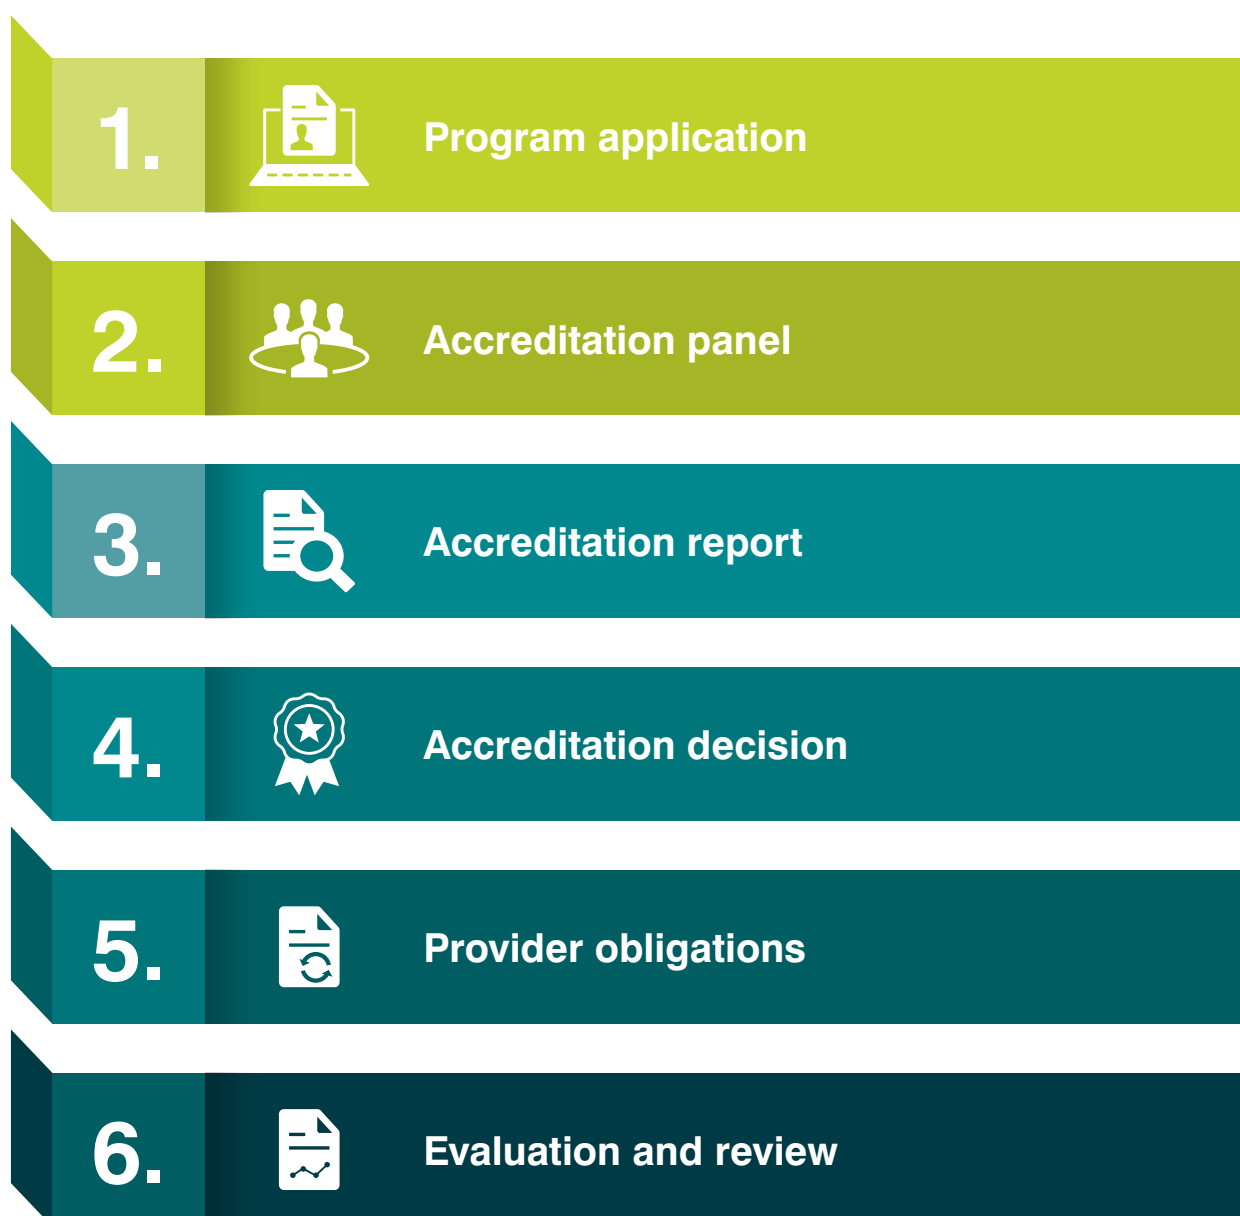 1. Program application
2. Accreditation panel
3. Accreditation report
4. Accreditation decision
5. Provider obligations
6. Evaluation and review